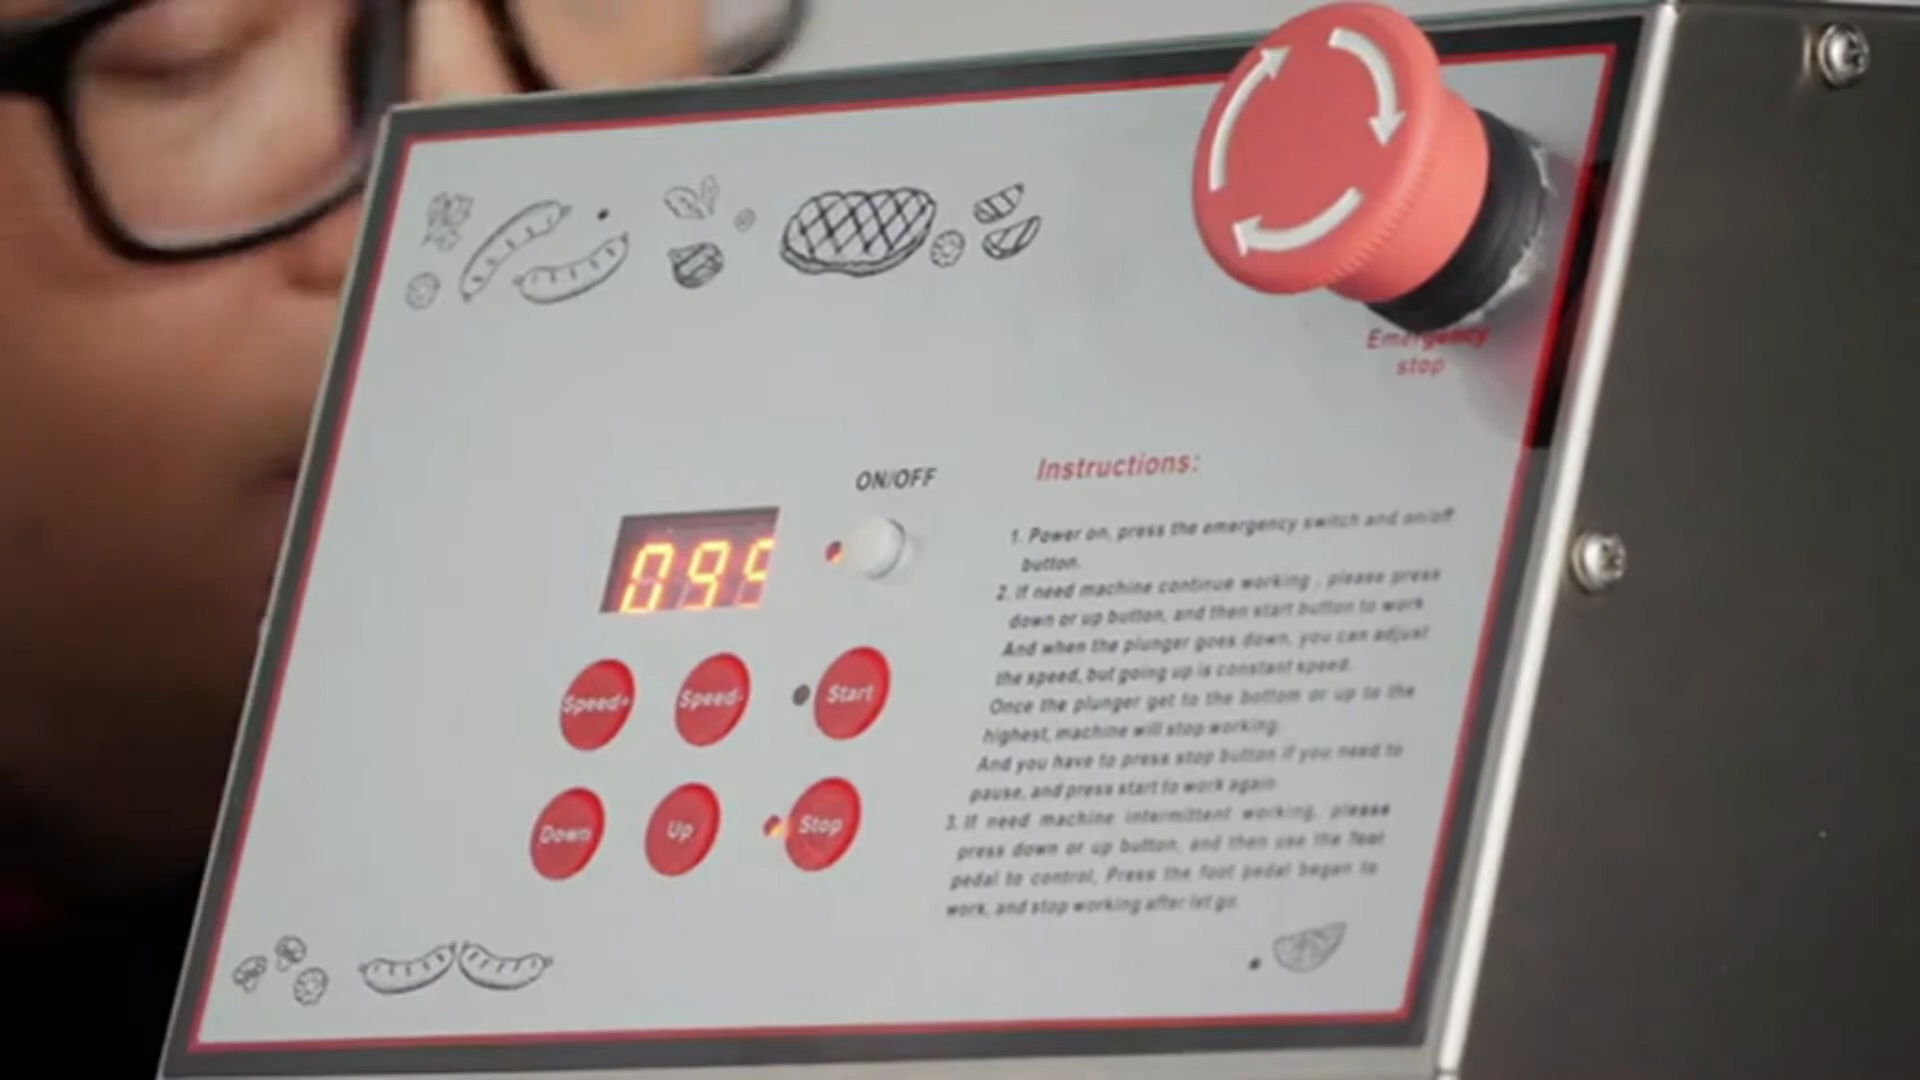 Emergency
stop
ON/OFF
Instructions:
099
1. Power on, press the emergency switch and on/off
button.
2. If need machine continue working , please press
down or up button, and then start button to work
And when the plunger goes down, you can adjust
the speed, but going up is constant speed.
Once the plunger get to the bottom or up to the
highest, machine will stop working.
And you have to press stop button if you need to
pause, and press start to work again
3. If need machine intermittent working, please
press down or up button, and then use the foot
pedal to control, Press the foot pedal began to
work, and stop working after let go.
Speed+ Speed- Start
Down Up Stop